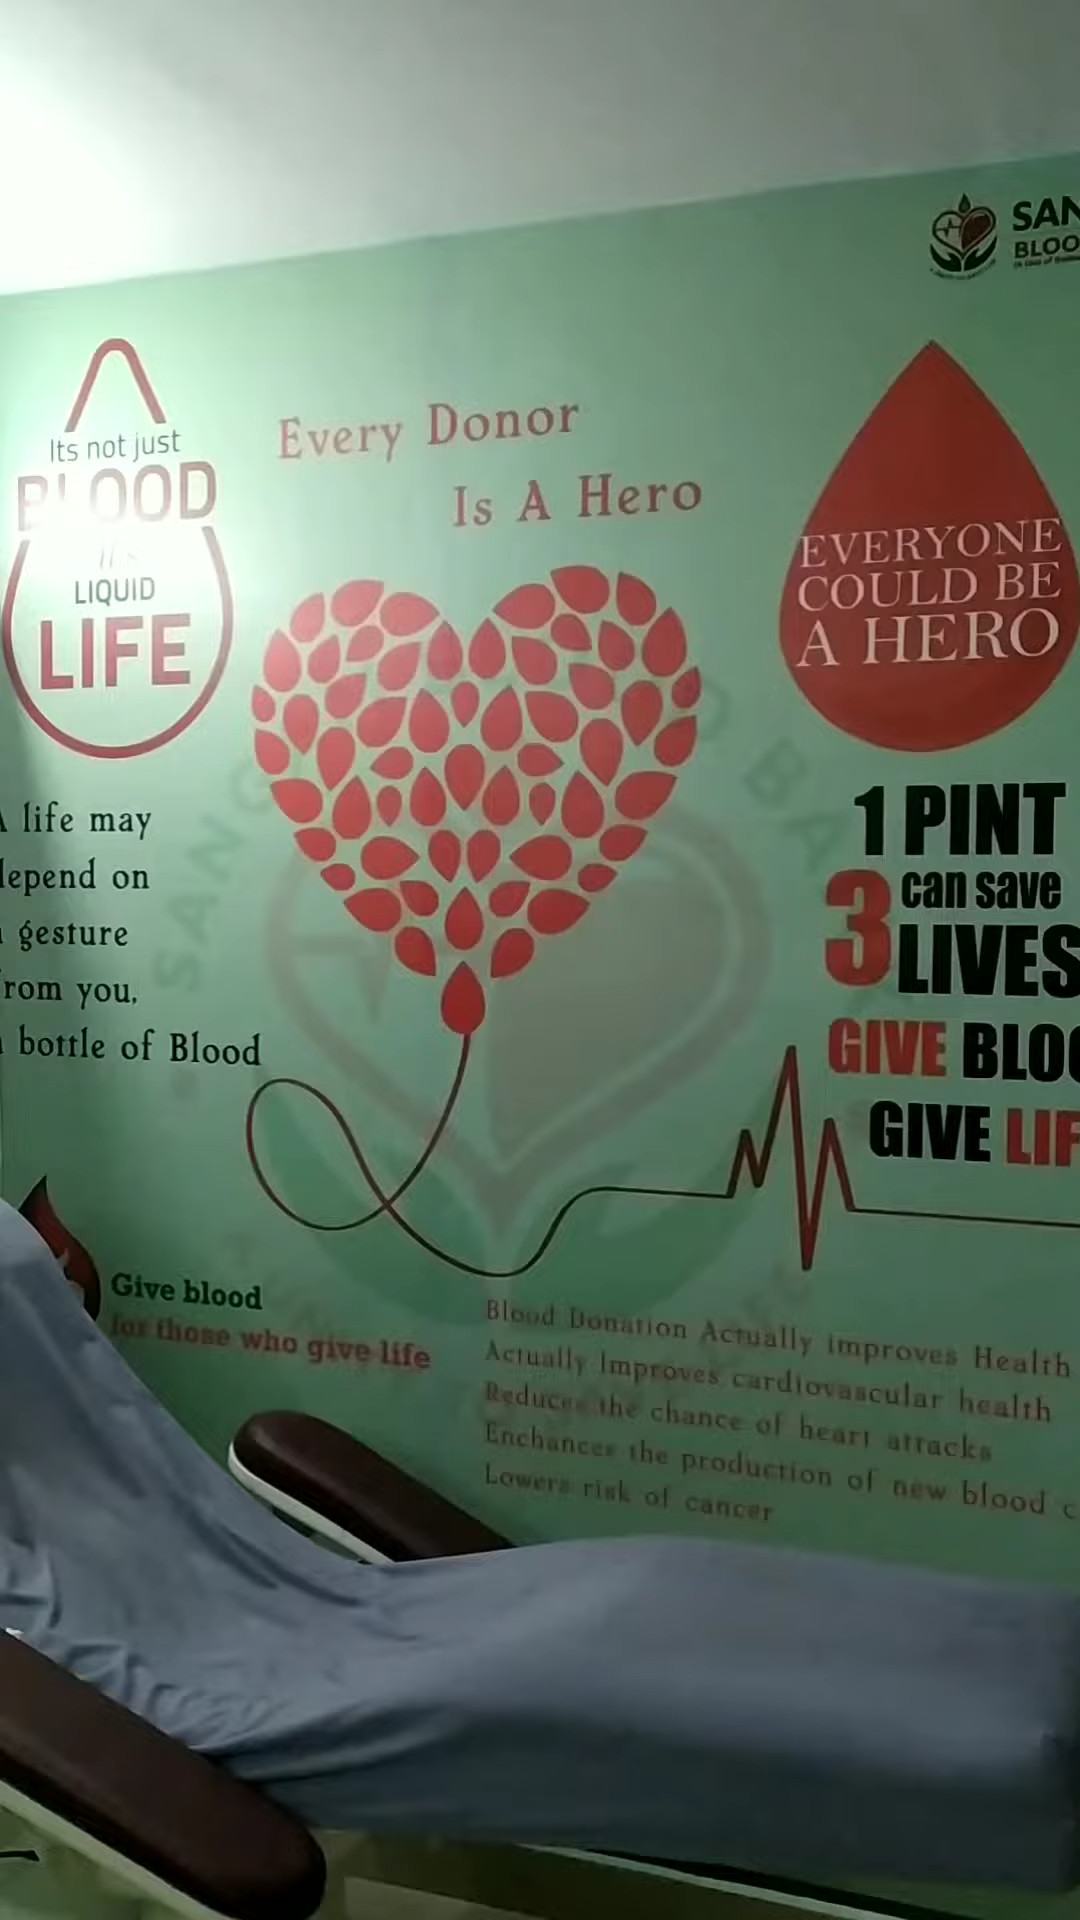 SAN
BLOO
Its not just
BLOOD
It's
LIQUID
LIFE
Every Donor
Is A Hero
EVERYONE
COULD BE
A HERO
life may
depend on
gesture
from you,
bottle of Blood
1 PINT
can save
3 LIVES
GIVE BLOO
GIVE LIF
Give blood
for those who give life
Blood Donation Actually improves Health
Actually Improves cardiovascular health
Reduces the chance of heart attacks
Enchances the production of new blood c
Lowers risk of cancer